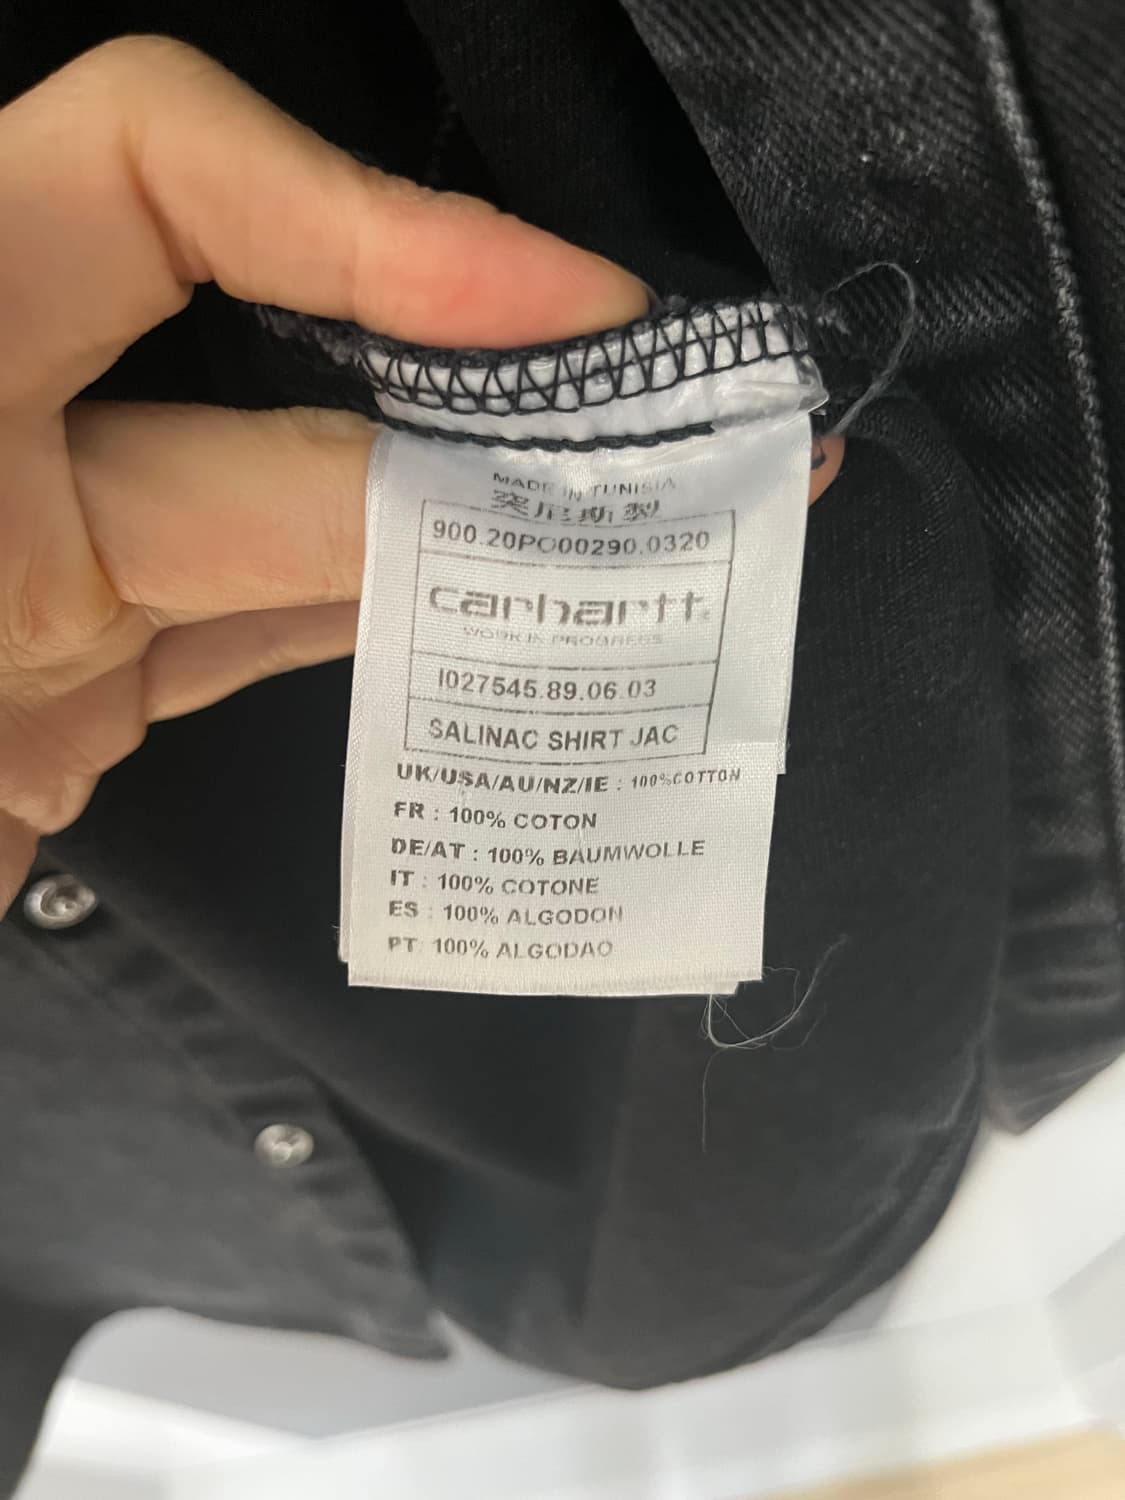 MADE IN TUNISIA
突尼斯製
900.20PO00290.0320
carhartt.
WORK IN PROGRESS
I027545.89.06.03
SALINAC SHIRT JAC
UK/USA/AU/NZ/IE : 100%COTTON
FR : 100% COTON
DE/AT : 100% BAUMWOLLE
IT : 100% COTONE
ES : 100% ALGODON
PT: 100% ALGODAO